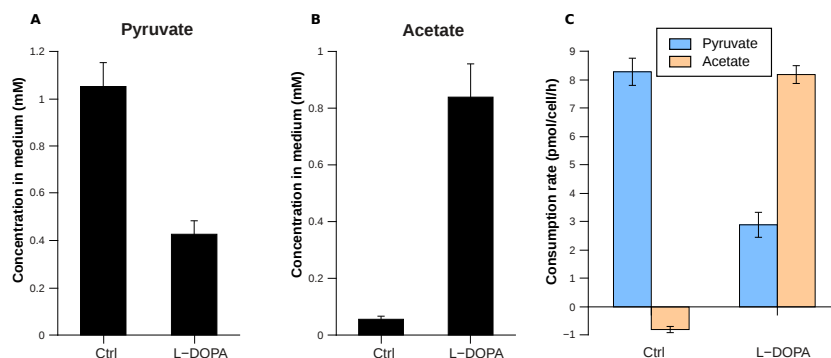 A
Pyruvate
Concentration in medium (mM)
1.2
1
0.8
0.6
0.4
0.2
0
Ctrl
L−DOPA
B
Acetate
Concentration in medium (mM)
1
0.8
0.6
0.4
0.2
0
Ctrl
L−DOPA
C
Pyruvate
Acetate
Consumption rate (pmol/cell/h)
9
8
7
6
5
4
3
2
1
0
−1
Ctrl
L−DOPA